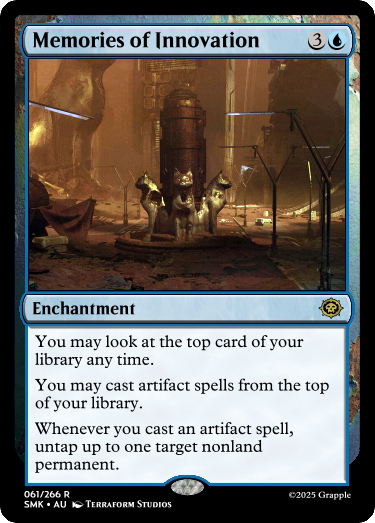 Memories of Innovation 3
Enchantment
You may look at the top card of your
library any time.
You may cast artifact spells from the top
of your library.
Whenever you cast an artifact spell,
untap up to one target nonland
permanent.
061/266 R
SMK • AU Terraform Studios
©2025 Grapple